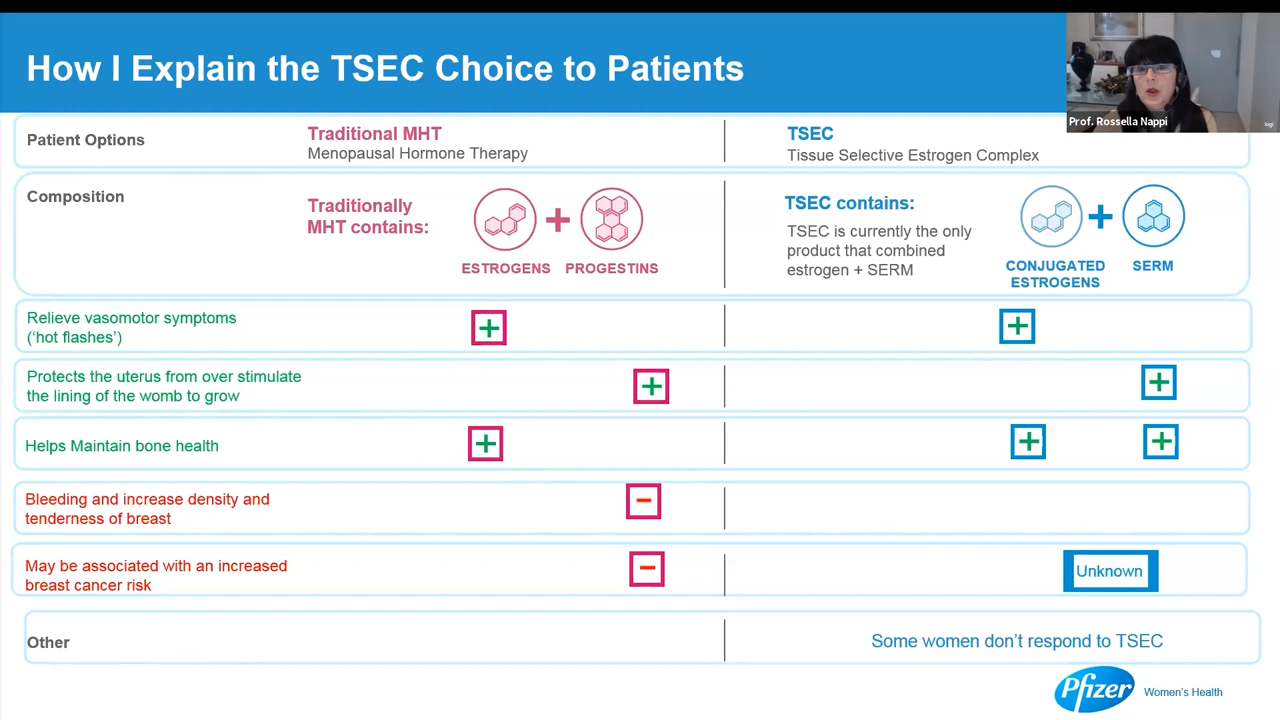 How I Explain the TSEC Choice to Patients
Prof. Rossella Nappi
logi
Patient Options
Traditional MHT
Menopausal Hormone Therapy
TSEC
Tissue Selective Estrogen Complex
Composition
Traditionally
MHT contains:
ESTROGENS
PROGESTINS
TSEC contains:
TSEC is currently the only
product that combined
estrogen + SERM
CONJUGATED
ESTROGENS
SERM
Relieve vasomotor symptoms
(‘hot flashes’)
Protects the uterus from over stimulate
the lining of the womb to grow
Helps Maintain bone health
Bleeding and increase density and
tenderness of breast
May be associated with an increased
breast cancer risk
Unknown
Other
Some women don’t respond to TSEC
Pfizer
Women’s Health